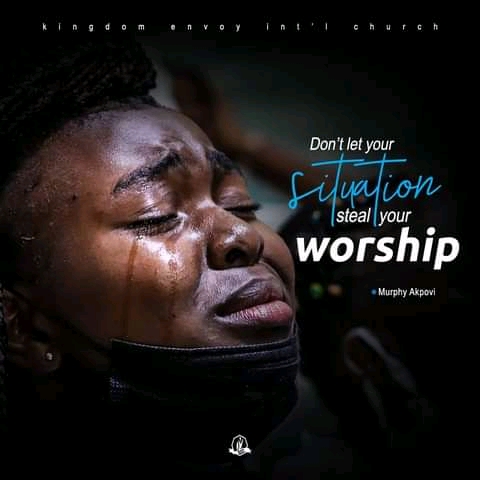 kingdom envoy int'l church
Don't let your
situation
steal your
worship
Murphy Akpovi